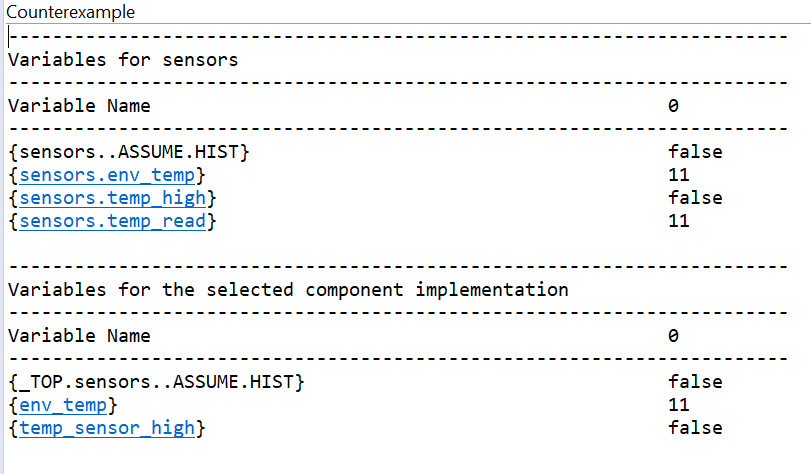 Counterexample
--------------------------------------------------------------------------------
Variables for sensors
--------------------------------------------------------------------------------
Variable Name 0
--------------------------------------------------------------------------------
{sensors..ASSUME.HIST} false
{sensors.env_temp} 11
{sensors.temp_high} false
{sensors.temp_read} 11
--------------------------------------------------------------------------------
Variables for the selected component implementation
--------------------------------------------------------------------------------
Variable Name 0
--------------------------------------------------------------------------------
{_TOP.sensors..ASSUME.HIST} false
{env_temp} 11
{temp_sensor_high} false